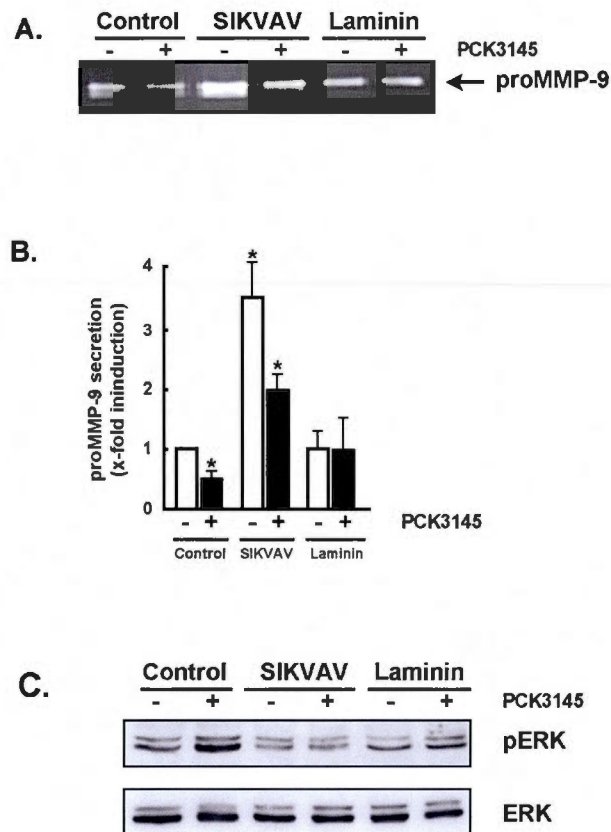 A.
Control SIKVAV Laminin
- + - + - + PCK3145
proMMP-9
B.
proMMP-9 secretion
(x-fold ininduction)
4
3
2
1
0
*
*
*
- + - + - + PCK3145
Control SIKVAV Laminin
C.
Control SIKVAV Laminin
- + - + - + PCK3145
pERK
ERK